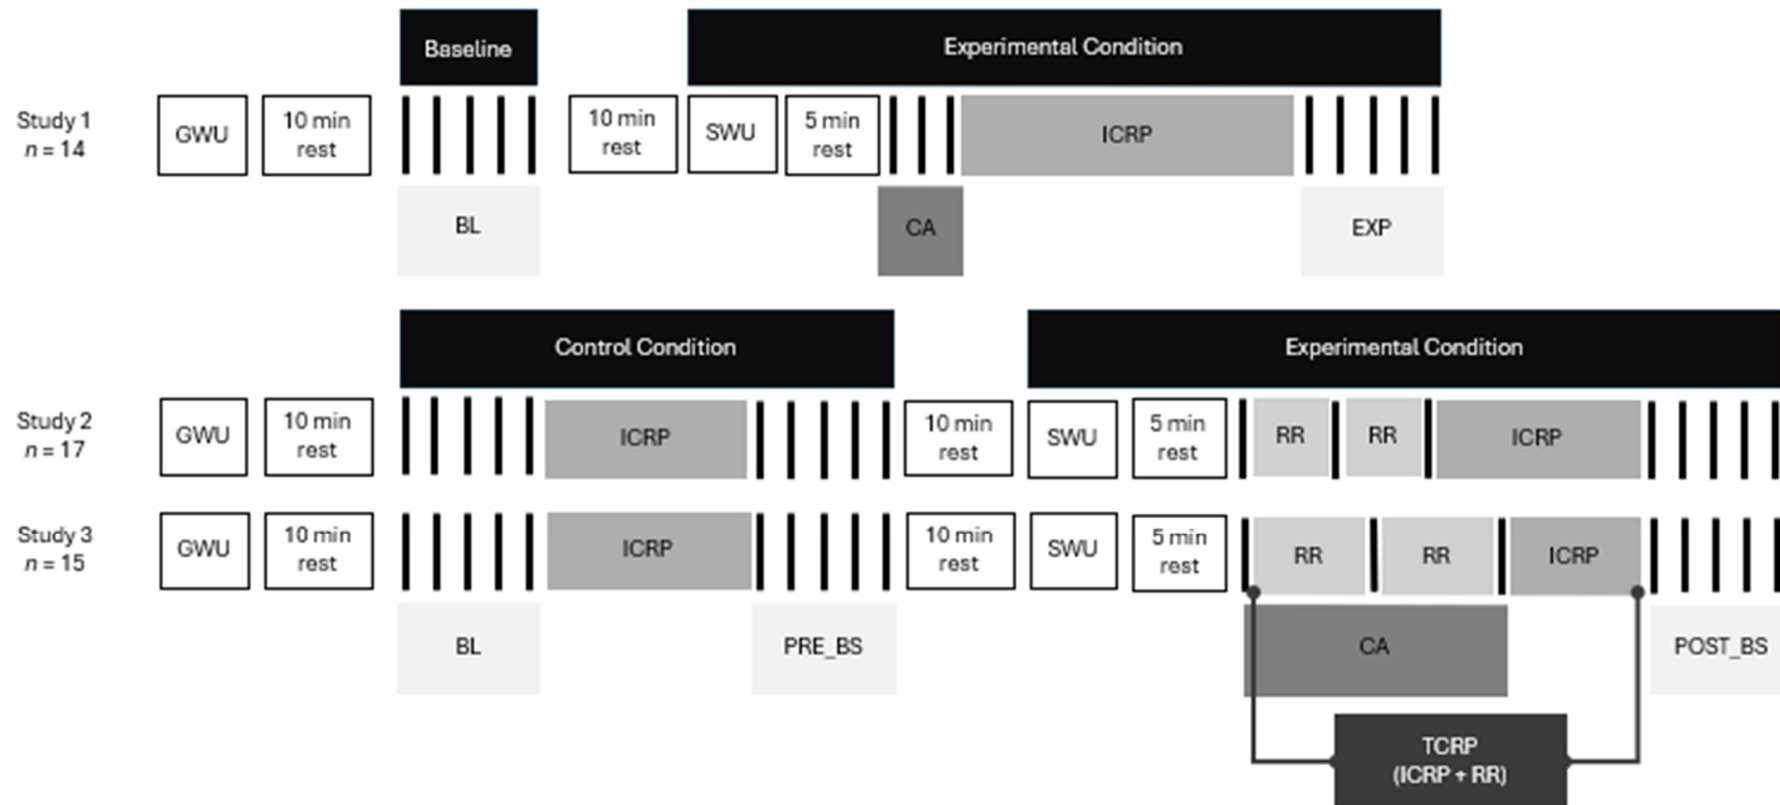 Baseline
Experimental Condition
Study 1
n = 14
GWU
10 min
rest
10 min
rest
SWU
5 min
rest
ICRP
BL
CA
EXP
Control Condition
Experimental Condition
Study 2
n = 17
GWU
10 min
rest
ICRP
10 min
rest
SWU
5 min
rest
RR
RR
ICRP
Study 3
n = 15
GWU
10 min
rest
ICRP
10 min
rest
SWU
5 min
rest
RR
RR
ICRP
BL
PRE_BS
CA
POST_BS
TCRP
(ICRP + RR)